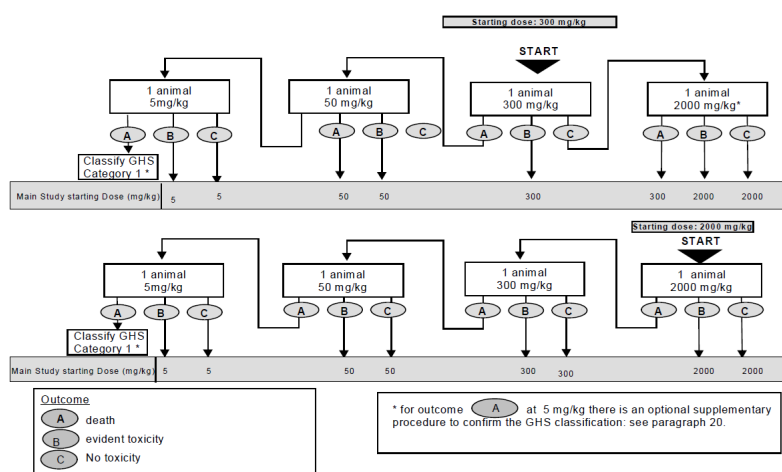 Starting dose: 300 mg/kg
START
1 animal
5mg/kg
1 animal
50 mg/kg
1 animal
300 mg/kg
1 animal
2000 mg/kg*
A B C A B C A B C A B C
Classify GHS
Category 1 *
Main Study starting Dose (mg/kg) 5 5 50 50 300 300 2000 2000
Starting dose: 2000 mg/kg
START
1 animal
5mg/kg
1 animal
50 mg/kg
1 animal
300 mg/kg
1 animal
2000 mg/kg
A B C A B C A B C A B C
Classify GHS
Category 1 *
Main Study starting Dose (mg/kg) 5 5 50 50 300 300 2000 2000
Outcome
A death
B evident toxicity
C No toxicity
* for outcome A at 5 mg/kg there is an optional supplementary
procedure to confirm the GHS classification: see paragraph 20.